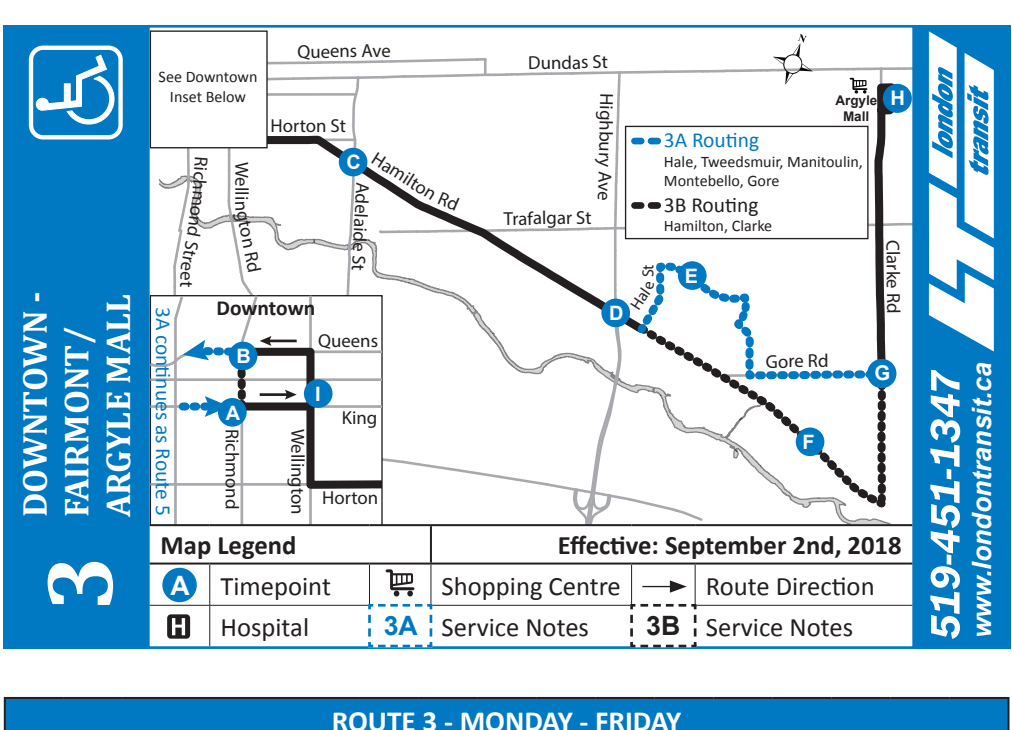 DOWNTOWN -
FAIRMONT/
ARGYLE MALL
3
See Downtown
Inset Below
Queens Ave
Dundas St
N
Horton St
C
Hamilton Rd
Richmond Street
Wellington Rd
Adelaide St
Highbury Ave
Trafalgar St
Argyle
Mall
H
3A Routing
Hale, Tweedsmuir, Manitoulin,
Montebello, Gore
3B Routing
Hamilton, Clarke
Clarke Rd
Hale St
E
D
Gore Rd
G
F
Downtown
3A continues as Route 5
Queens
B
I
A
King
Richmond
Wellington
Horton
Map Legend
Effective: September 2nd, 2018
A Timepoint
Shopping Centre
Route Direction
H Hospital
3A Service Notes
3B Service Notes
london
transit
519-451-1347
www.londontransit.ca
ROUTE 3 - MONDAY - FRIDAY